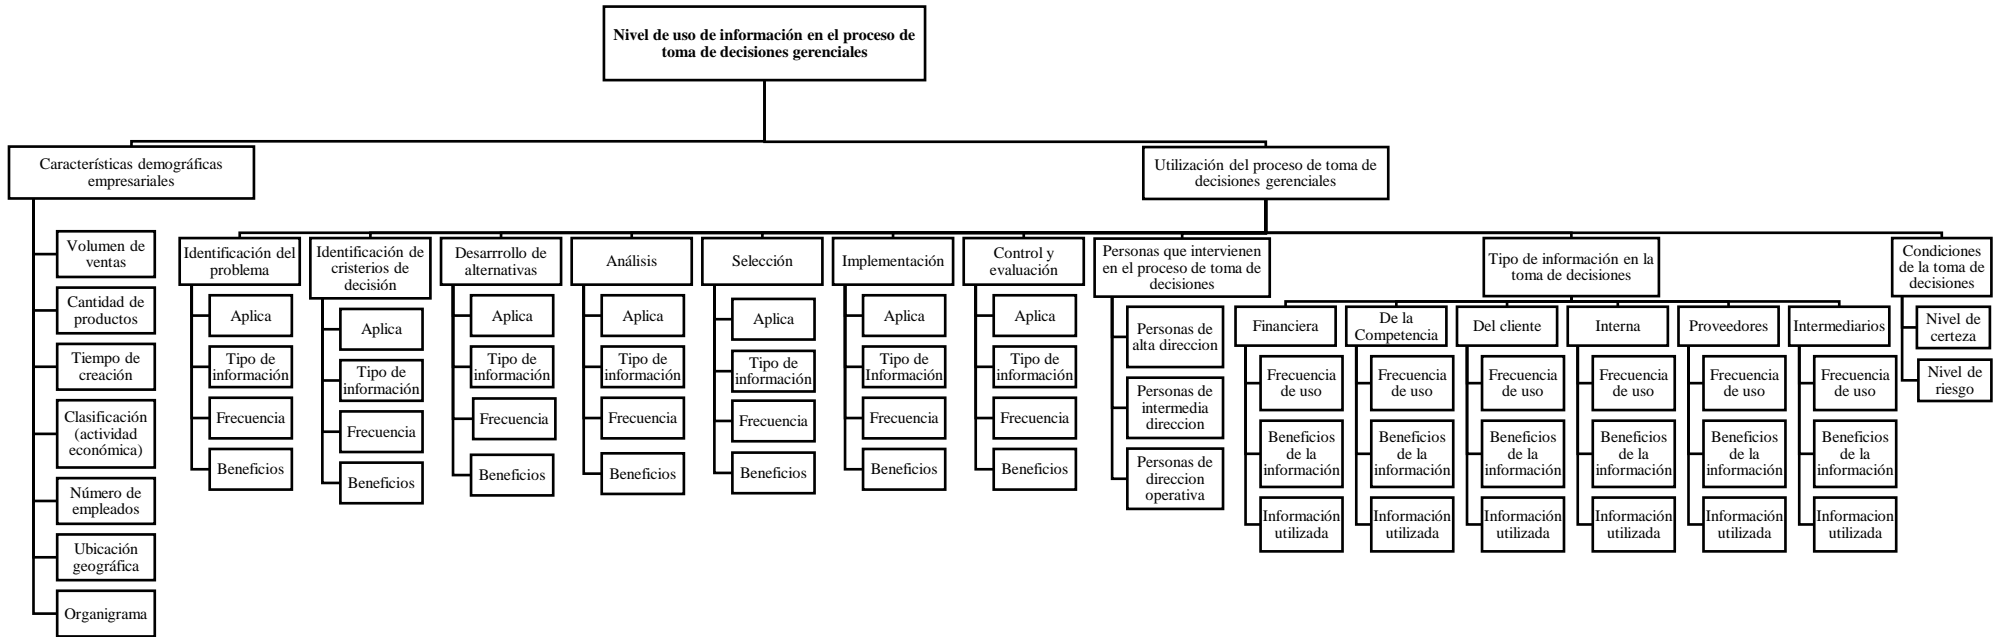 Nivel de uso de información en el proceso de
toma de decisiones gerenciales
Características demográficas
empresariales
Utilización del proceso de toma de
decisiones gerenciales
Volumen de
ventas
Cantidad de
productos
Tiempo de
creación
Clasificación
(actividad
económica)
Número de
empleados
Ubicación
geográfica
Organigrama
Identificación del
problema
Aplica
Tipo de
información
Frecuencia
Beneficios
Identificación de
cristerios de
decisión
Aplica
Tipo de
información
Frecuencia
Beneficios
Desarrrollo de
alternativas
Aplica
Tipo de
información
Frecuencia
Beneficios
Análisis
Aplica
Tipo de
información
Frecuencia
Beneficios
Selección
Aplica
Tipo de
información
Frecuencia
Beneficios
Implementación
Aplica
Tipo de
Información
Frecuencia
Beneficios
Control y
evaluación
Aplica
Tipo de
información
Frecuencia
Beneficios
Personas que intervienen
en el proceso de toma de
decisiones
Personas de
alta direccion
Personas de
intermedia
direccion
Personas de
direccion
operativa
Tipo de información en la
toma de decisiones
Financiera
Frecuencia
de uso
Beneficios
de la
información
Información
utilizada
De la
Competencia
Frecuencia
de uso
Beneficios
de la
información
Información
utilizada
Del cliente
Frecuencia
de uso
Beneficios
de la
información
Información
utilizada
Interna
Frecuencia
de uso
Beneficios
de la
información
Información
utilizada
Proveedores
Frecuencia
de uso
Beneficios
de la
información
Información
utilizada
Intermediarios
Frecuencia
de uso
Beneficios
de la
información
Informacion
utilizada
Condiciones
de la toma de
decisiones
Nivel de
certeza
Nivel de
riesgo